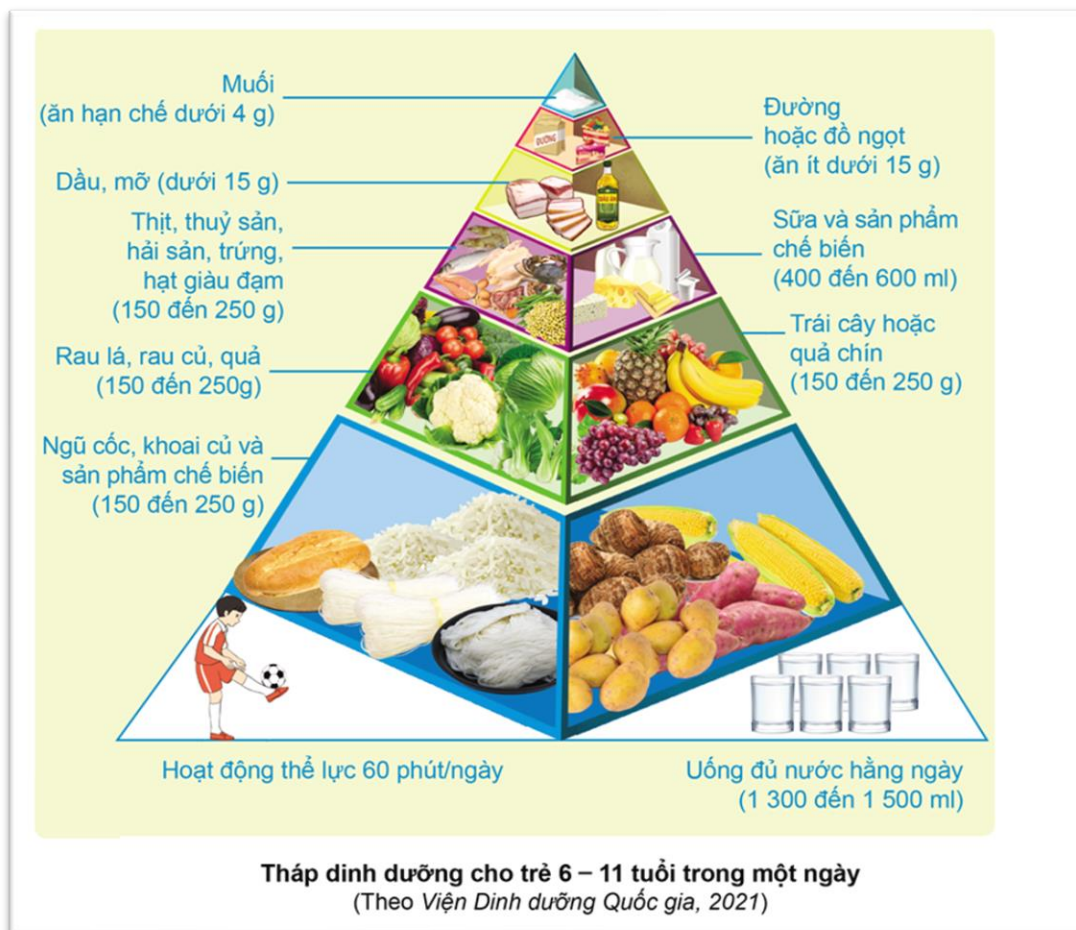 Muối
(ăn hạn chế dưới 4 g)
Đường
hoặc đồ ngọt
(ăn ít dưới 15 g)
ĐƯỜNG
Dầu, mỡ (dưới 15 g)
Thịt, thuỷ sản,
hải sản, trứng,
hạt giàu đạm
(150 đến 250 g)
Sữa và sản phẩm
chế biến
(400 đến 600 ml)
Rau lá, rau củ, quả
(150 đến 250g)
Trái cây hoặc
quả chín
(150 đến 250 g)
Ngũ cốc, khoai củ và
sản phẩm chế biến
(150 đến 250 g)
Hoạt động thể lực 60 phút/ngày
Uống đủ nước hằng ngày
(1 300 đến 1 500 ml)
Tháp dinh dưỡng cho trẻ 6 – 11 tuổi trong một ngày
(Theo Viện Dinh dưỡng Quốc gia, 2021)